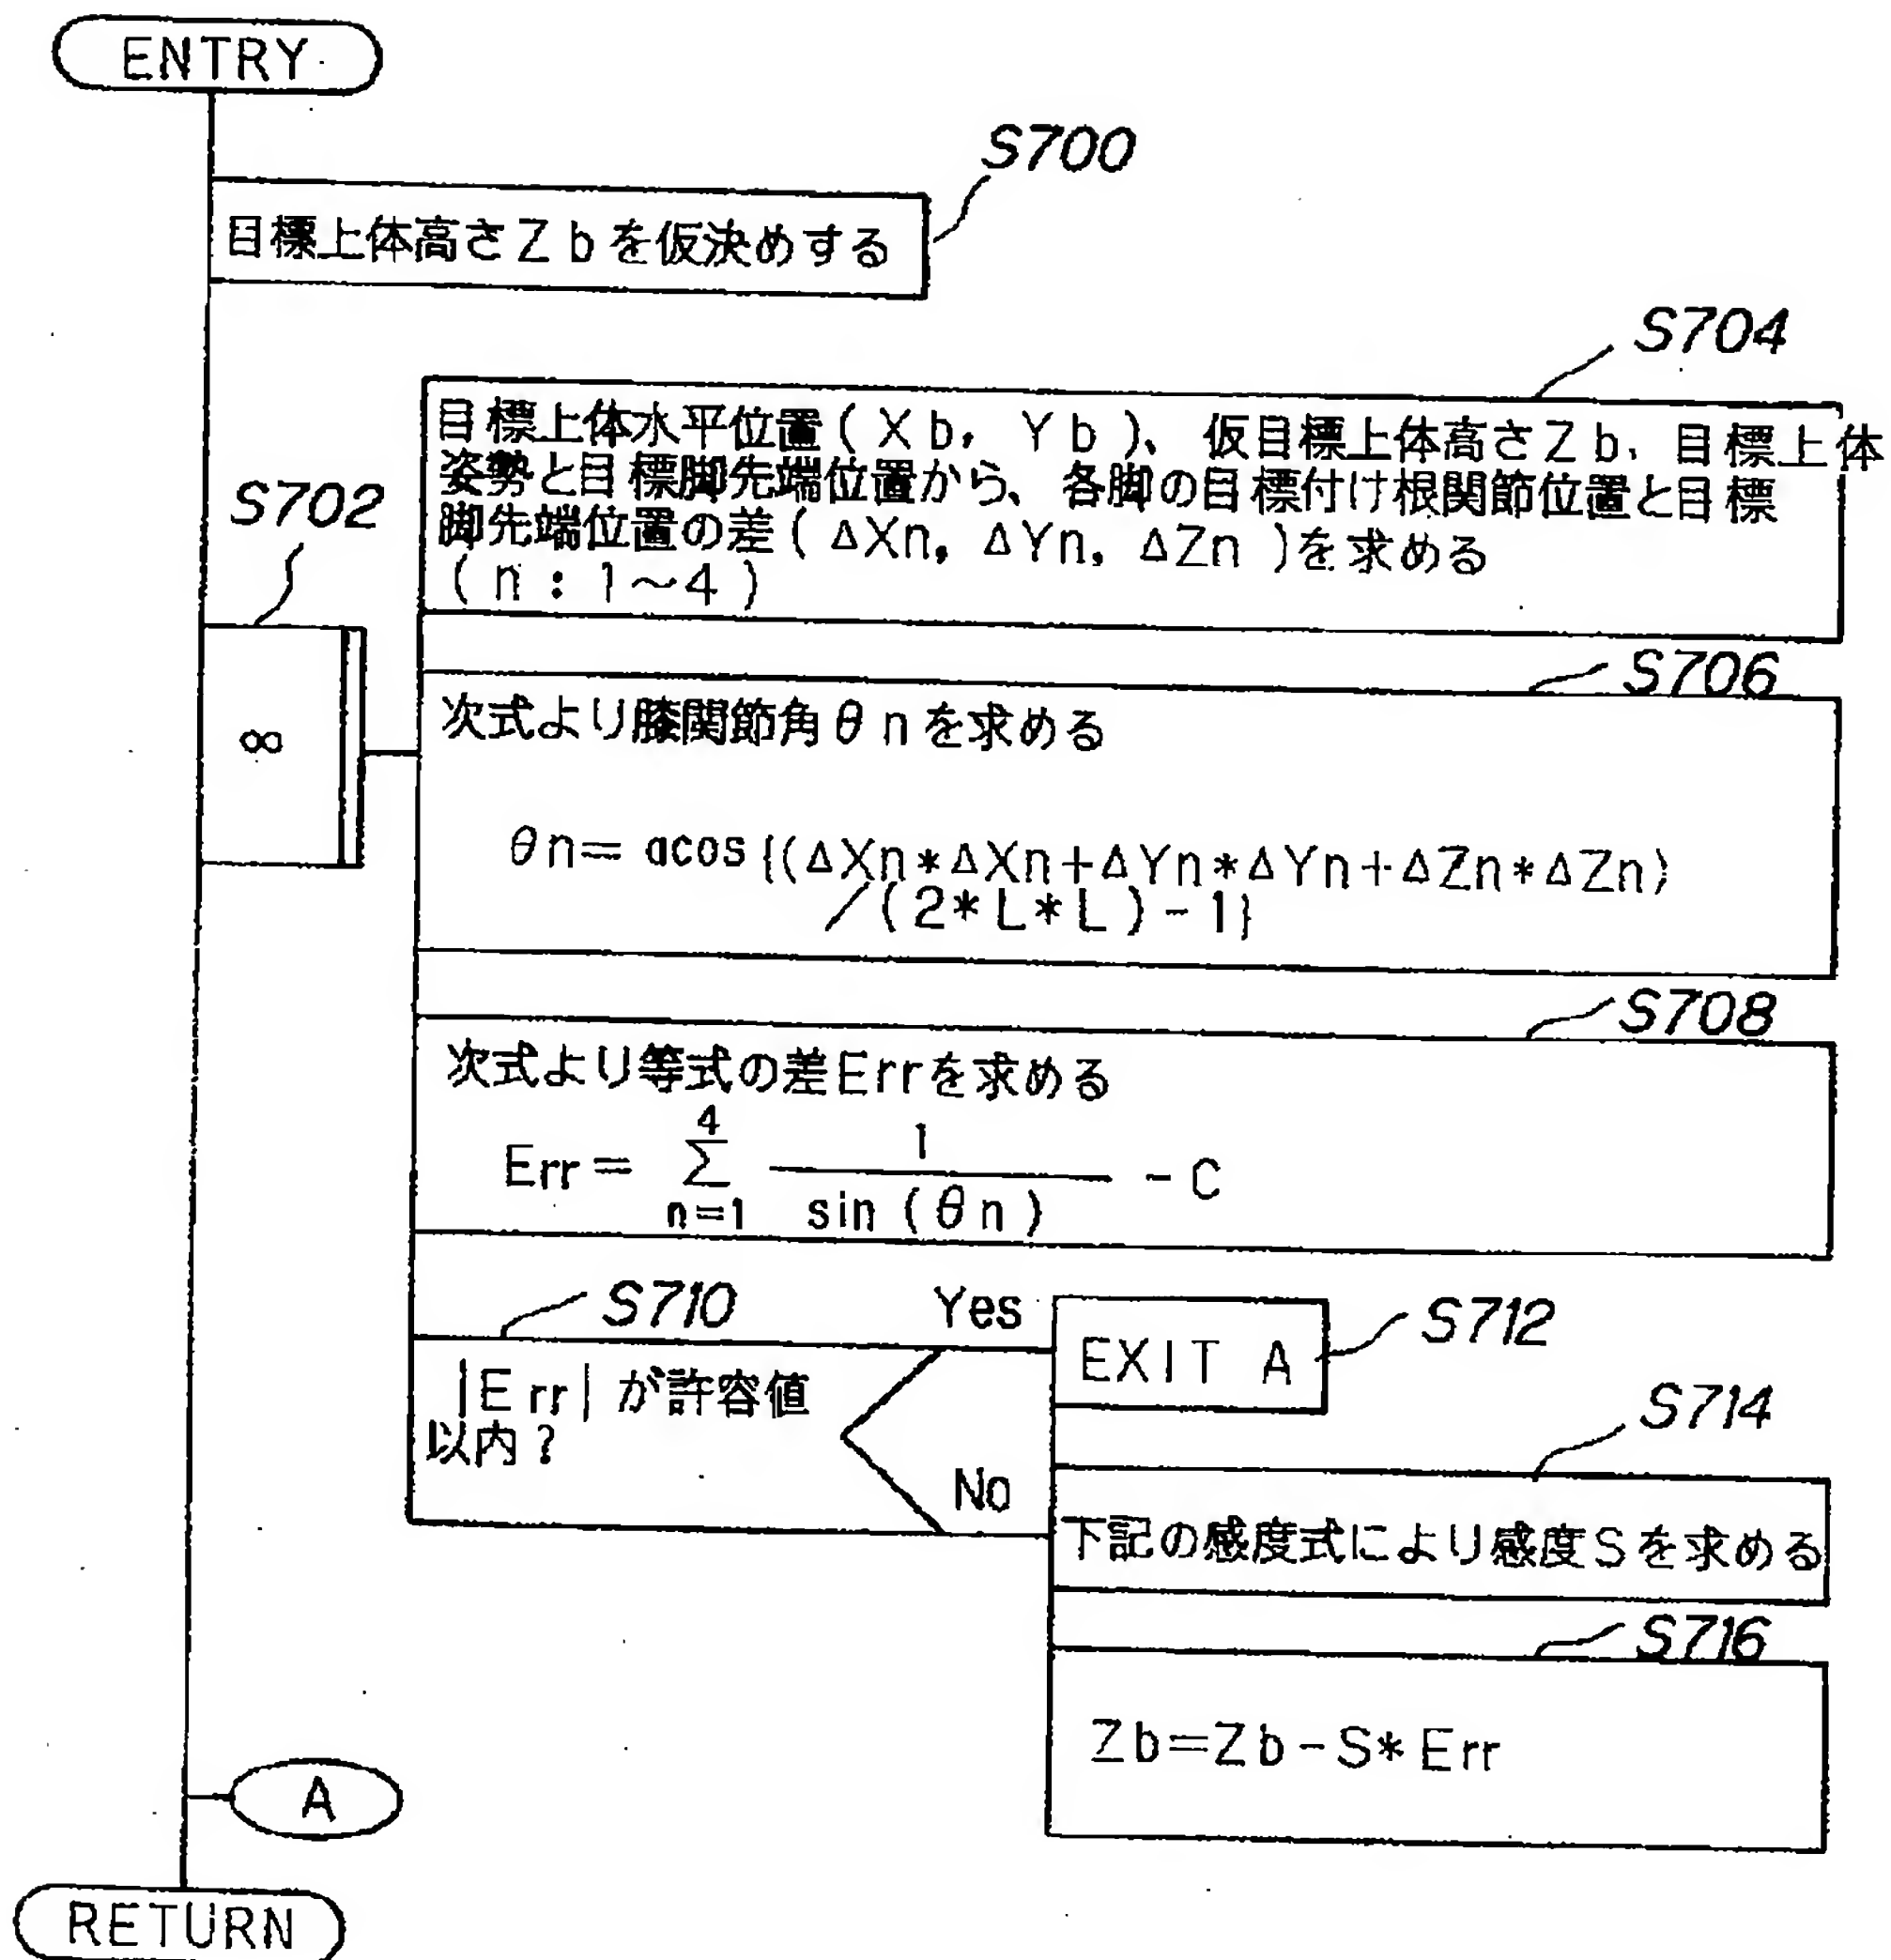 ENTRY
S700
目標上体高さZbを仮決めする
S704
目標上体水平位置(Xb, Yb)、仮目標上体高さZb、目標上体
姿勢と目標脚先端位置から、各脚の目標付け根関節位置と目標
脚先端位置の差(ΔXn, ΔYn, ΔZn)を求める
(n:1〜4)
S702
∞
S706
次式より膝関節角θnを求める
θn=acos{(ΔXn*ΔXn+ΔYn*ΔYn+ΔZn*ΔZn)
/(2*L*L)-1}
S708
次式より等式の差Errを求める
Err= Σ(n=1〜4) 1/sin(θn) -C
S710
|Err|が許容値
以内?
Yes
EXIT A
S712
No
S714
下記の感度式により感度Sを求める
S716
Zb=Zb-S*Err
A
RETURN